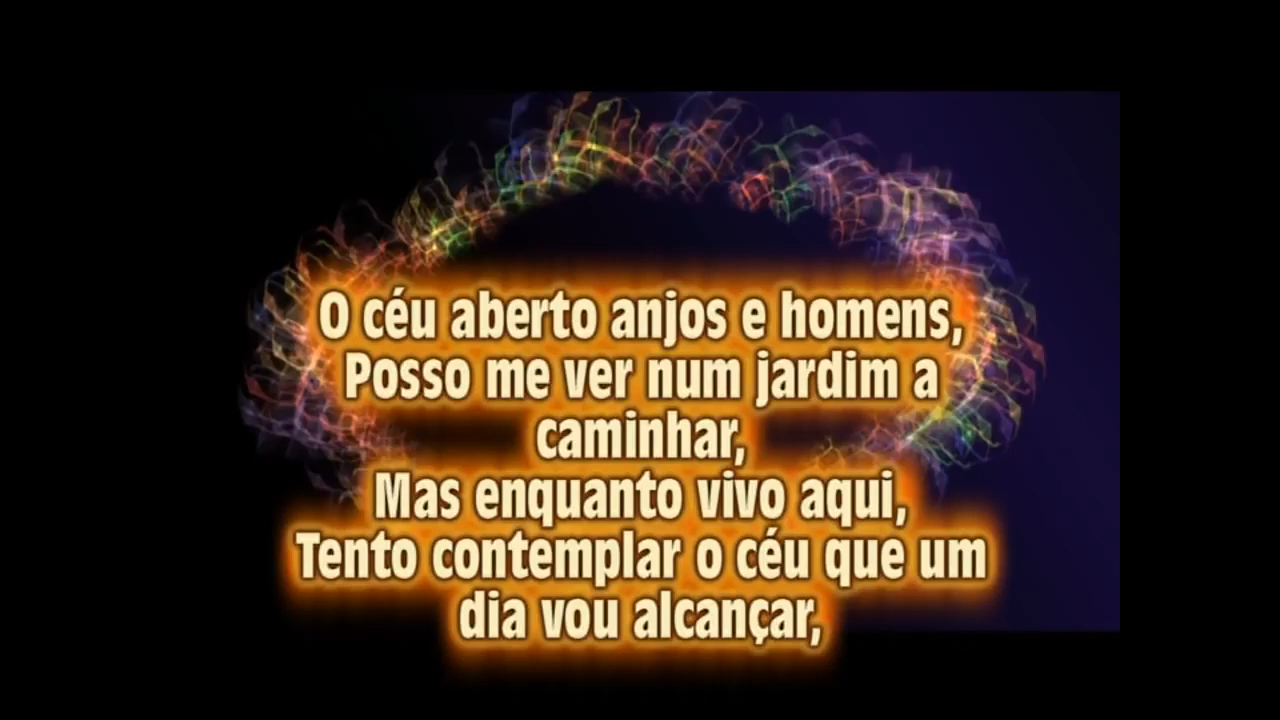 O céu aberto anjos e homens,
Posso me ver num jardim a
caminhar,
Mas enquanto vivo aqui,
Tento contemplar o céu que um
dia vou alcançar,